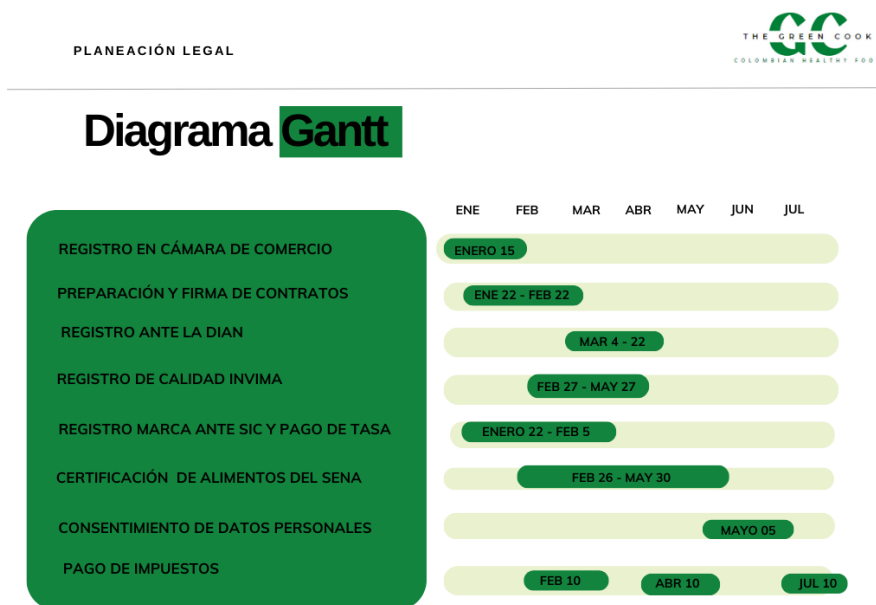 PLANEACIÓN LEGAL
GC
THE GREEN COOK
COLOMBIAN HEALTHY FOO
Diagrama Gantt
ENE FEB MAR ABR MAY JUN JUL
REGISTRO EN CÁMARA DE COMERCIO ENERO 15
PREPARACIÓN Y FIRMA DE CONTRATOS ENE 22 - FEB 22
REGISTRO ANTE LA DIAN MAR 4 - 22
REGISTRO DE CALIDAD INVIMA FEB 27 - MAY 27
REGISTRO MARCA ANTE SIC Y PAGO DE TASA ENERO 22 - FEB 5
CERTIFICACIÓN DE ALIMENTOS DEL SENA FEB 26 - MAY 30
CONSENTIMIENTO DE DATOS PERSONALES MAYO 05
PAGO DE IMPUESTOS FEB 10 ABR 10 JUL 10